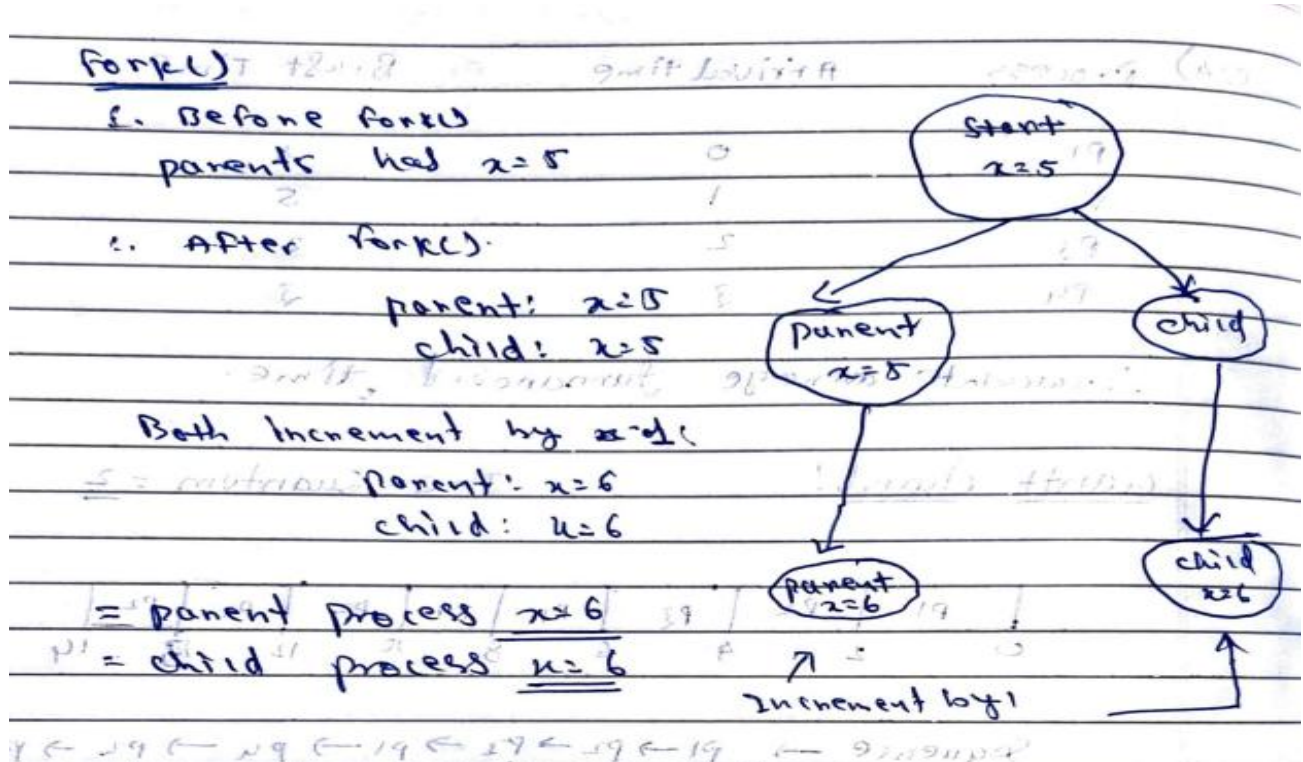 fork()
1. Before fork()
parents had x=5
2. After fork().
parent: x=5
child: x=5
Both Increment by 1:
parent: x=6
child: x=6
= parent process x=6
= child process x=6
Start
x=5
parent
x=5
child
parent
x=6
child
x=6
Increment by 1